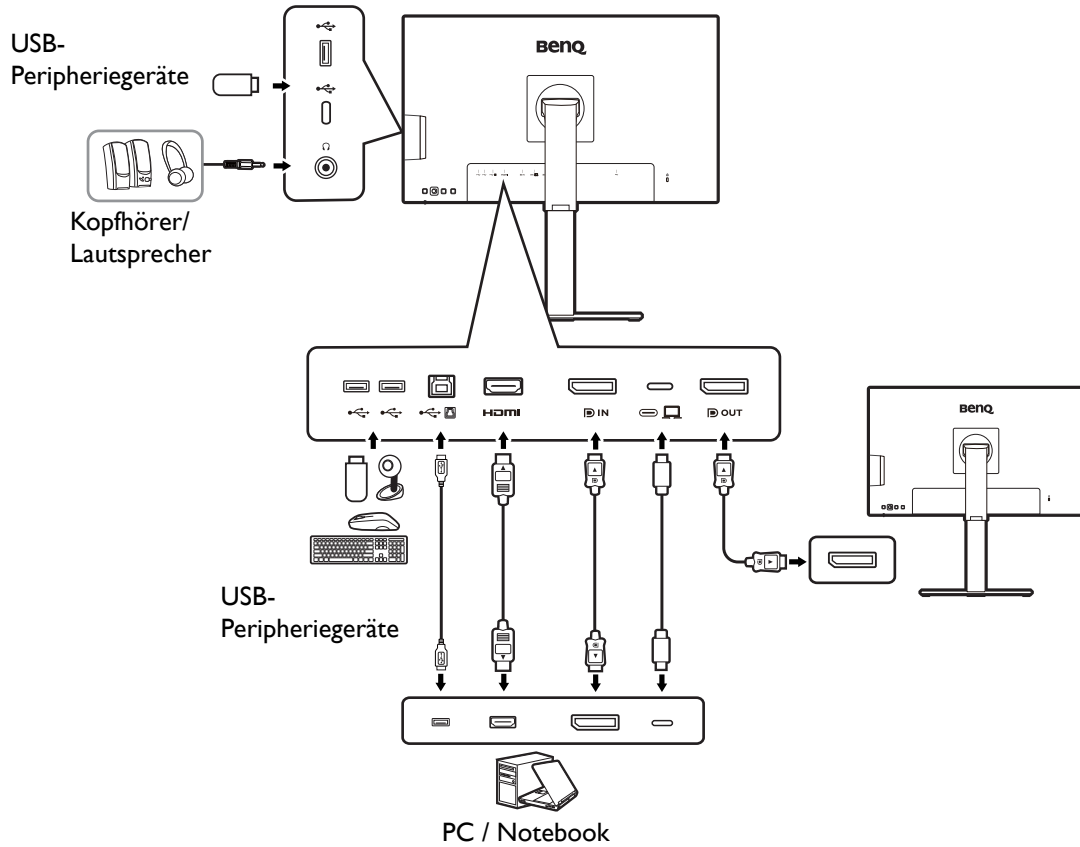 USB-
Peripheriegeräte
Kopfhörer/
Lautsprecher
BenQ
HDMI
IN
OUT
BenQ
USB-
Peripheriegeräte
PC / Notebook